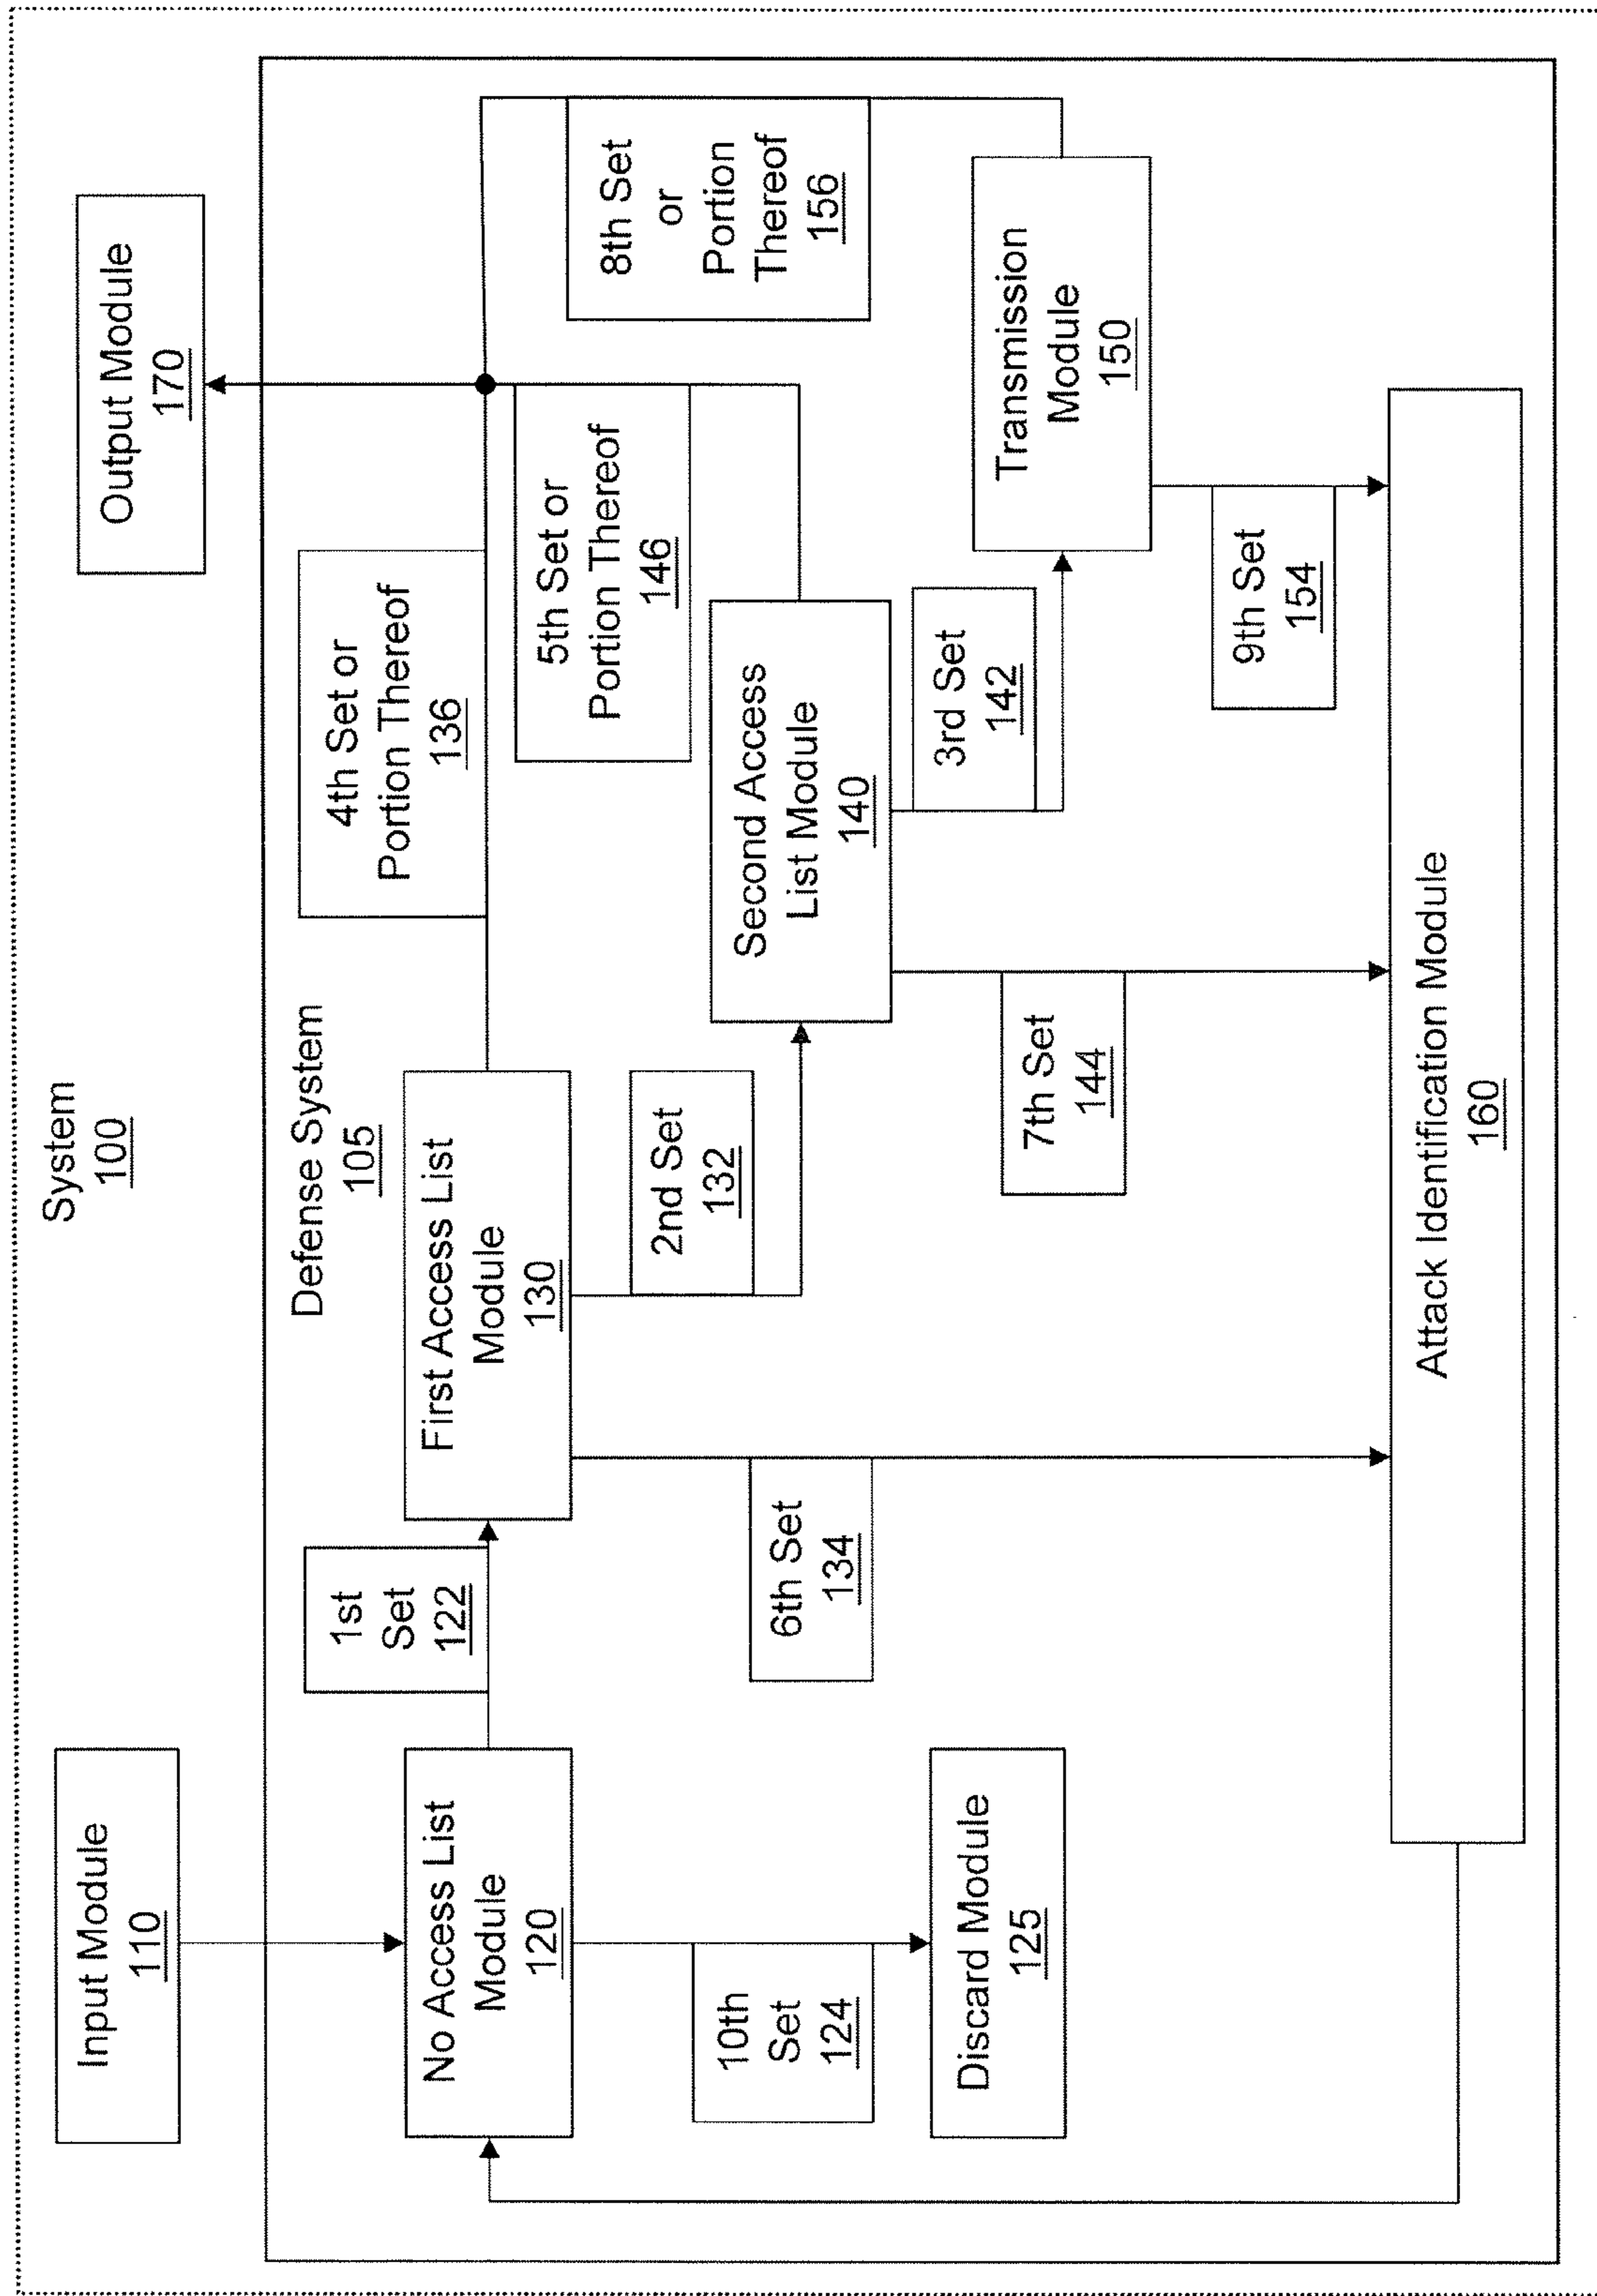 System
100
Input Module
110
Output Module
170
Defense System
105
No Access List
Module
120
1st
Set
122
First Access List
Module
130
4th Set or
Portion Thereof
136
10th
Set
124
Discard Module
125
6th Set
134
2nd Set
132
Second Access
List Module
140
5th Set or
Portion Thereof
146
8th Set
or
Portion
Thereof
156
7th Set
144
3rd Set
142
Transmission
Module
150
9th Set
154
Attack Identification Module
160